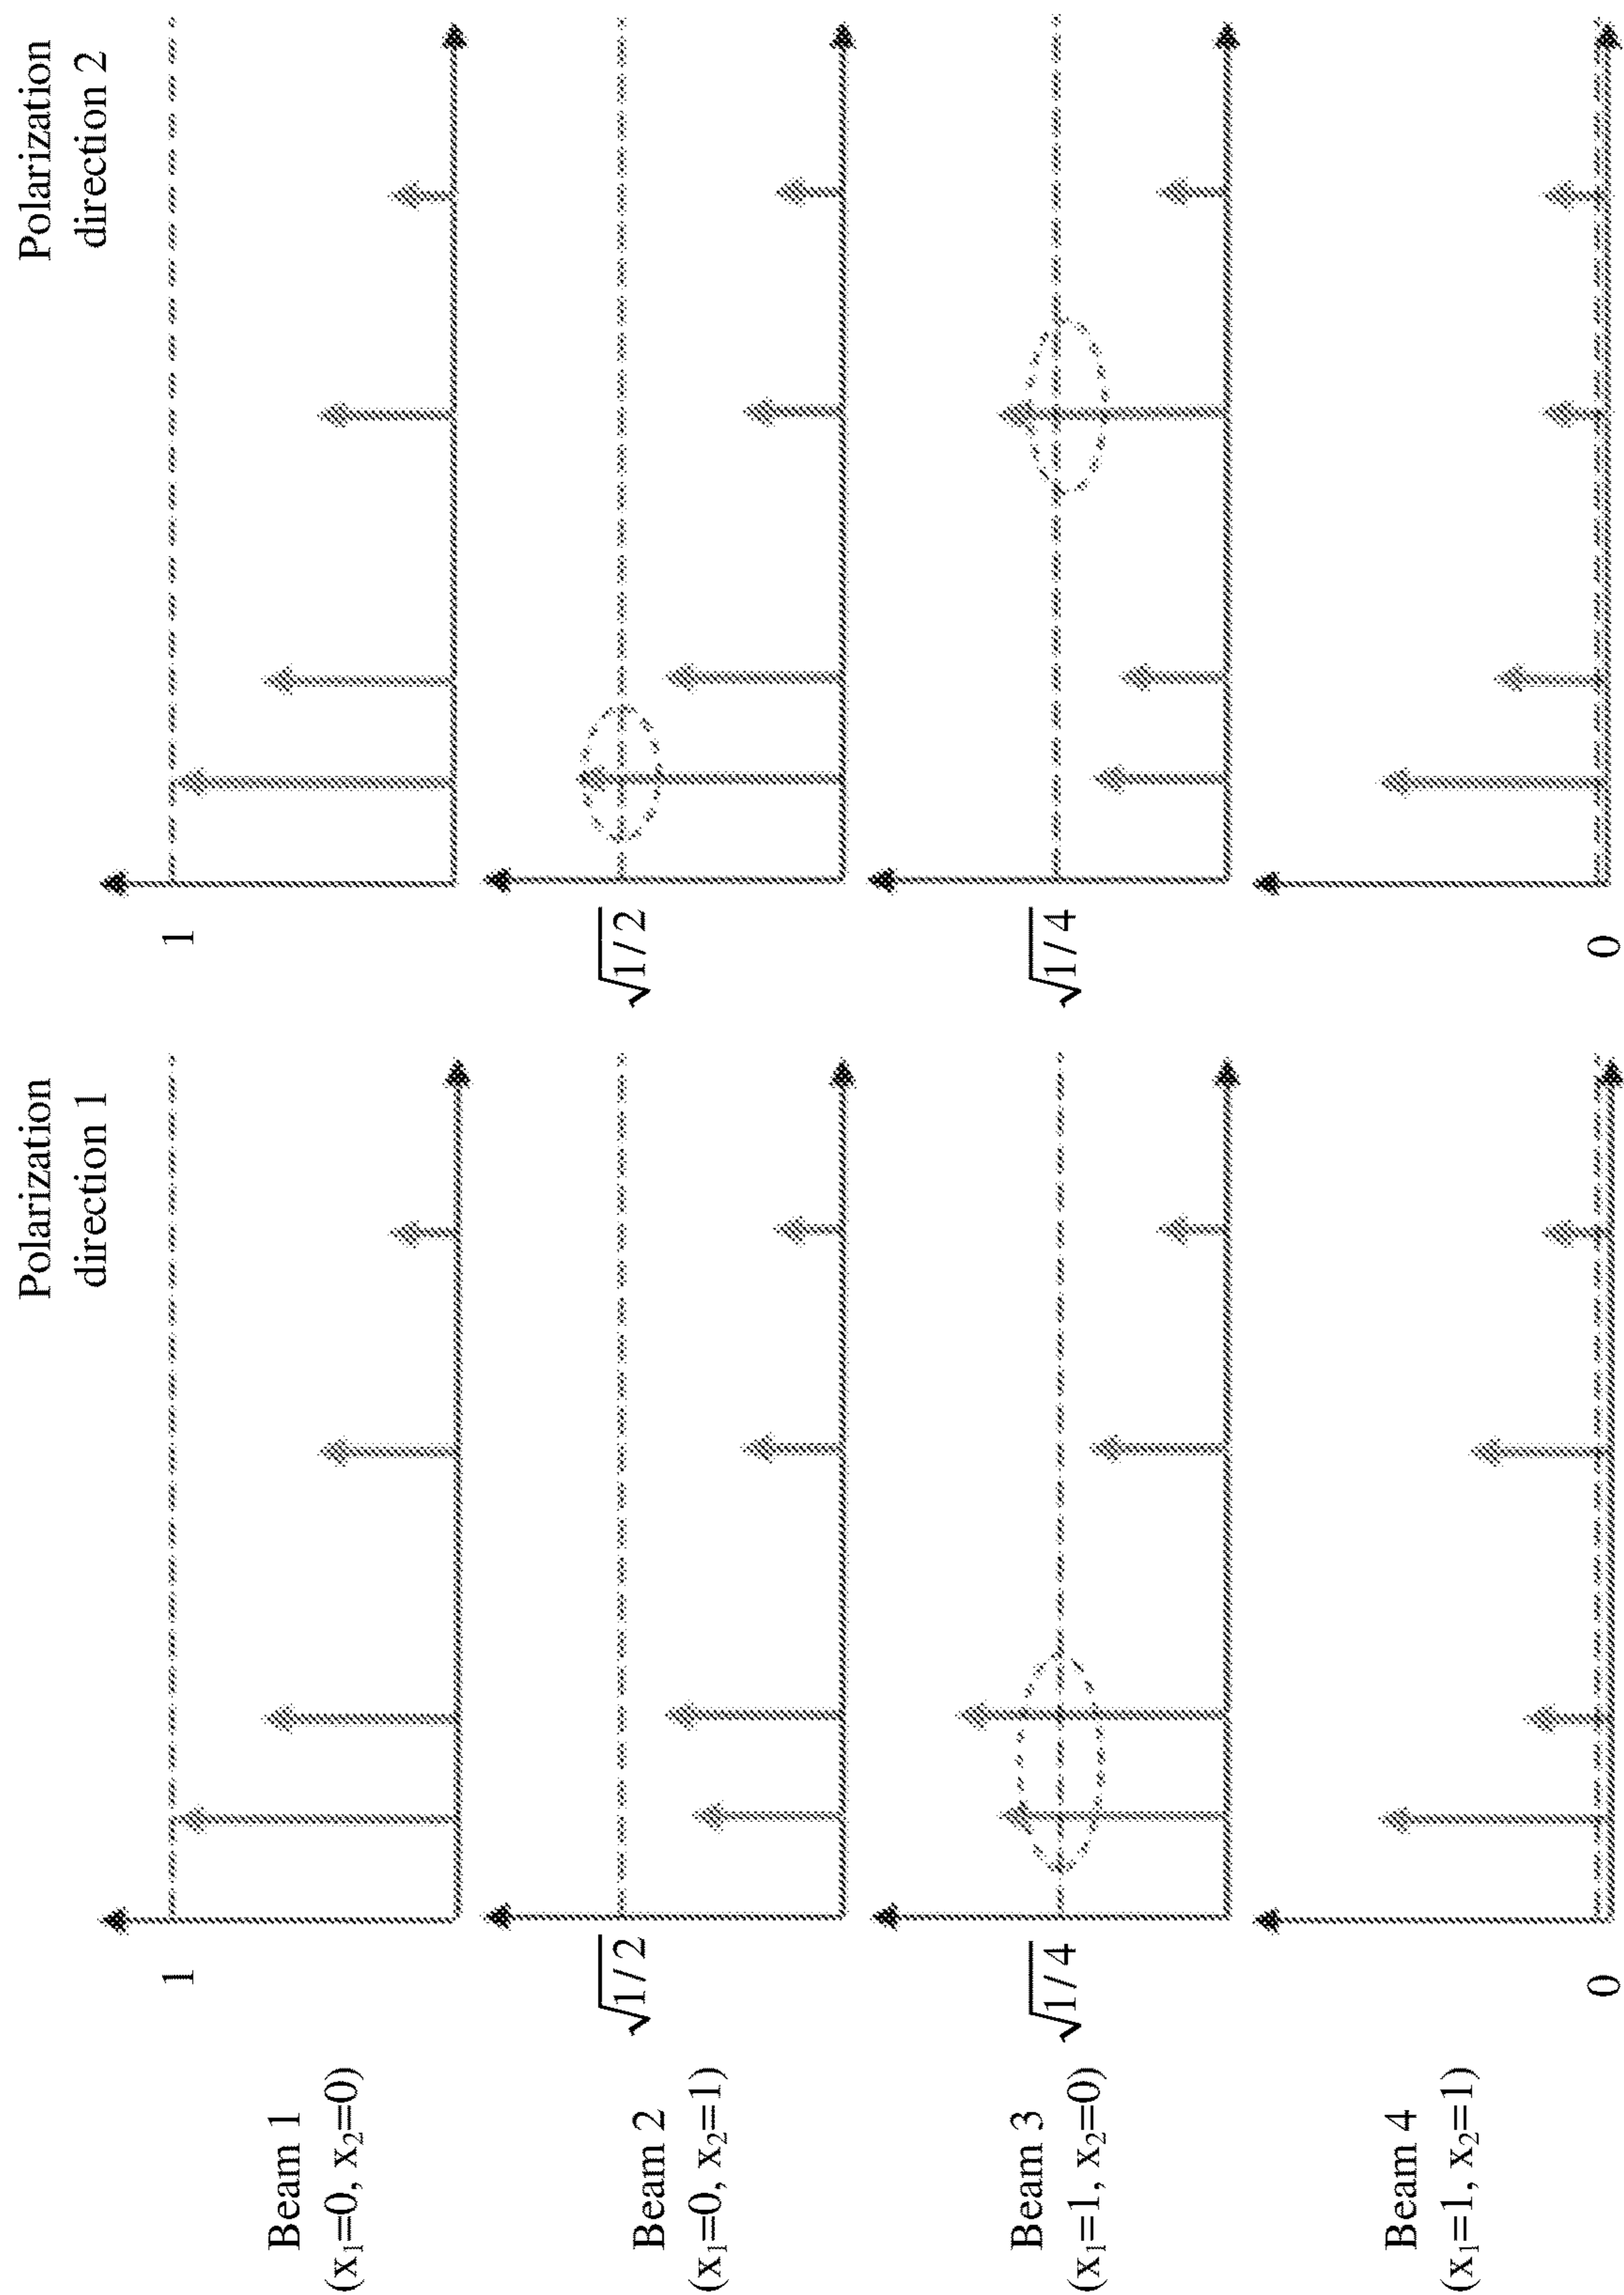 Polarization
direction 1
Polarization
direction 2
Beam 1
(x₁=0, x₂=0)
1
1
Beam 2
(x₁=0, x₂=1)
√1/2
√1/2
Beam 3
(x₁=1, x₂=0)
√1/4
√1/4
Beam 4
(x₁=1, x₂=1)
0
0